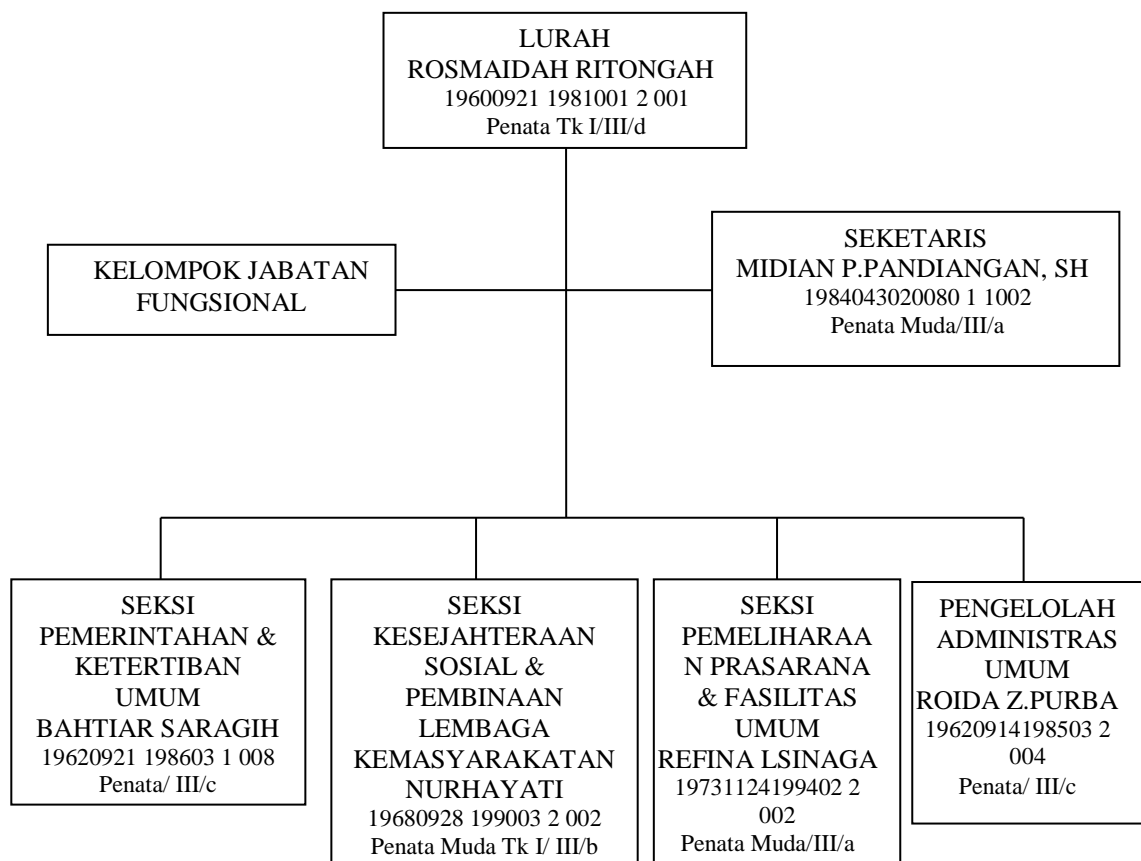 LURAH
ROSMAIDAH RITONGAH
19600921 1981001 2 001
Penata Tk I/III/d
KELOMPOK JABATAN
FUNGSIONAL
SEKETARIS
MIDIAN P.PANDIANGAN, SH
1984043020080 1 1002
Penata Muda/III/a
SEKSI
PEMERINTAHAN &
KETERTIBAN
UMUM
BAHTIAR SARAGIH
19620921 198603 1 008
Penata/ III/c
SEKSI
KESEJAHTERAAN
SOSIAL &
PEMBINAAN
LEMBAGA
KEMASYARAKATAN
NURHAYATI
19680928 199003 2 002
Penata Muda Tk I/ III/b
SEKSI
PEMELIHARAA
N PRASARANA
& FASILITAS
UMUM
REFINA LSINAGA
19731124199402 2
002
Penata Muda/III/a
PENGELOLAH
ADMINISTRAS
UMUM
ROIDA Z.PURBA
19620914198503 2
004
Penata/ III/c